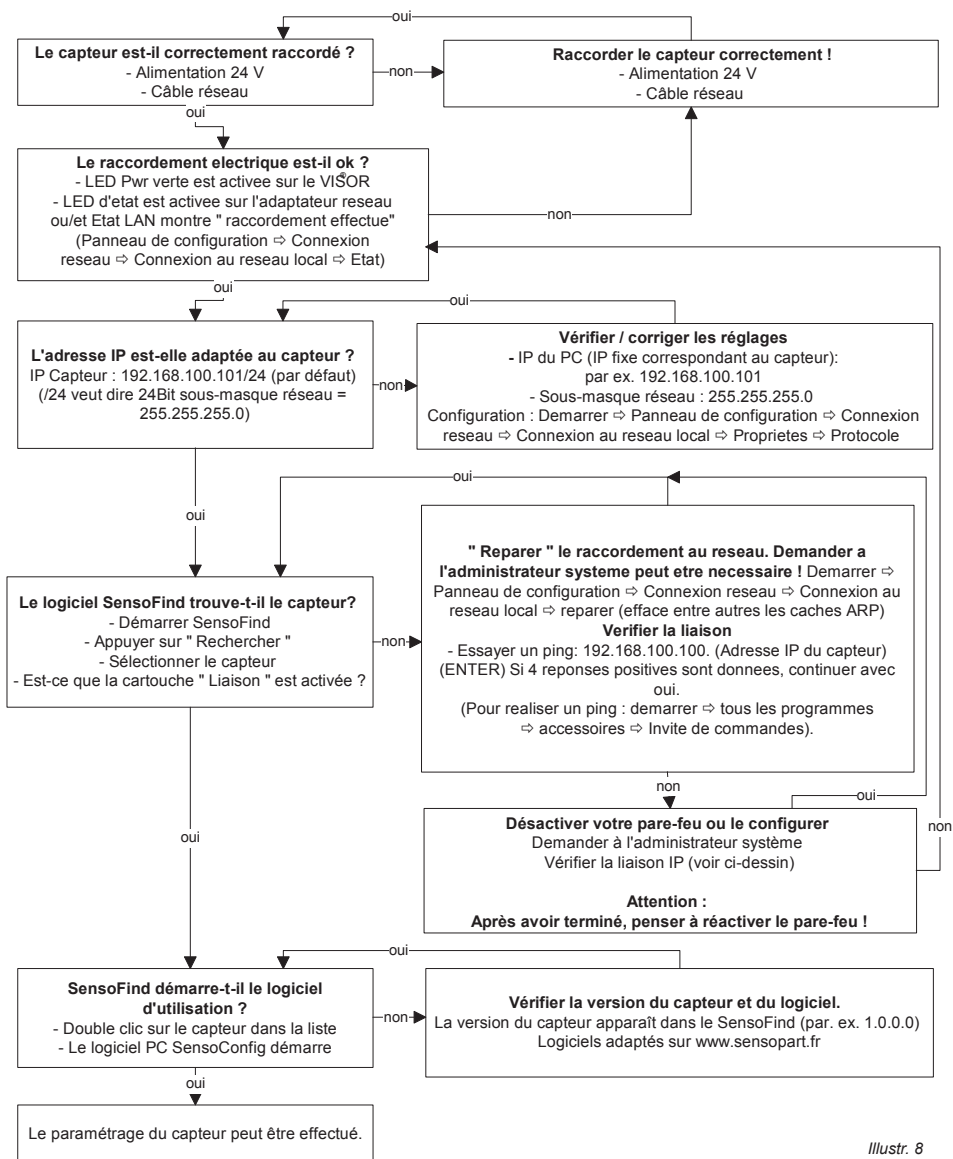 oui
Le capteur est-il correctement raccordé ?
- Alimentation 24 V
- Câble réseau
non
Raccorder le capteur correctement !
- Alimentation 24 V
- Câble réseau
oui
Le raccordement electrique est-il ok ?
- LED Pwr verte est activee sur le VISOR®
- LED d'etat est activee sur l'adaptateur reseau
ou/et Etat LAN montre " raccordement effectue"
(Panneau de configuration ⇨ Connexion
reseau ⇨ Connexion au reseau local ⇨ Etat)
non
oui
oui
L'adresse IP est-elle adaptée au capteur ?
IP Capteur : 192.168.100.101/24 (par défaut)
(/24 veut dire 24Bit sous-masque réseau =
255.255.255.0)
non
Vérifier / corriger les réglages
- IP du PC (IP fixe correspondant au capteur):
par ex. 192.168.100.101
- Sous-masque réseau : 255.255.255.0
Configuration : Demarrer ⇨ Panneau de configuration ⇨ Connexion
reseau ⇨ Connexion au reseau local ⇨ Proprietes ⇨ Protocole
oui
oui
Le logiciel SensoFind trouve-t-il le capteur?
- Démarrer SensoFind
- Appuyer sur " Rechercher "
- Sélectionner le capteur
- Est-ce que la cartouche " Liaison " est activée ?
non
" Reparer " le raccordement au reseau. Demander a
l'administrateur systeme peut etre necessaire ! Demarrer ⇨
Panneau de configuration ⇨ Connexion reseau ⇨ Connexion au
reseau local ⇨ reparer (efface entre autres les caches ARP)
Verifier la liaison
- Essayer un ping: 192.168.100.100. (Adresse IP du capteur)
(ENTER) Si 4 reponses positives sont donnees, continuer avec
oui.
(Pour realiser un ping : demarrer ⇨ tous les programmes
⇨ accessoires ⇨ Invite de commandes).
non
oui
oui
non
Désactiver votre pare-feu ou le configurer
Demander à l'administrateur système
Vérifier la liaison IP (voir ci-dessin)
Attention :
Après avoir terminé, penser à réactiver le pare-feu !
oui
SensoFind démarre-t-il le logiciel
d'utilisation ?
- Double clic sur le capteur dans la liste
- Le logiciel PC SensoConfig démarre
non
Vérifier la version du capteur et du logiciel.
La version du capteur apparaît dans le SensoFind (par. ex. 1.0.0.0)
Logiciels adaptés sur www.sensopart.fr
oui
Le paramétrage du capteur peut être effectué.
Illustr. 8